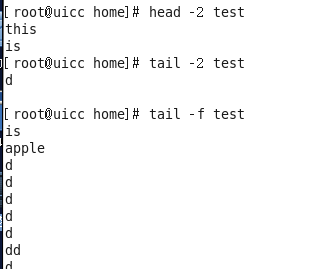 [root@uicc home]# head -2 test
this
is
[root@uicc home]# tail -2 test
d

[root@uicc home]# tail -f test
is
apple
d
d
d
d
d
dd
d